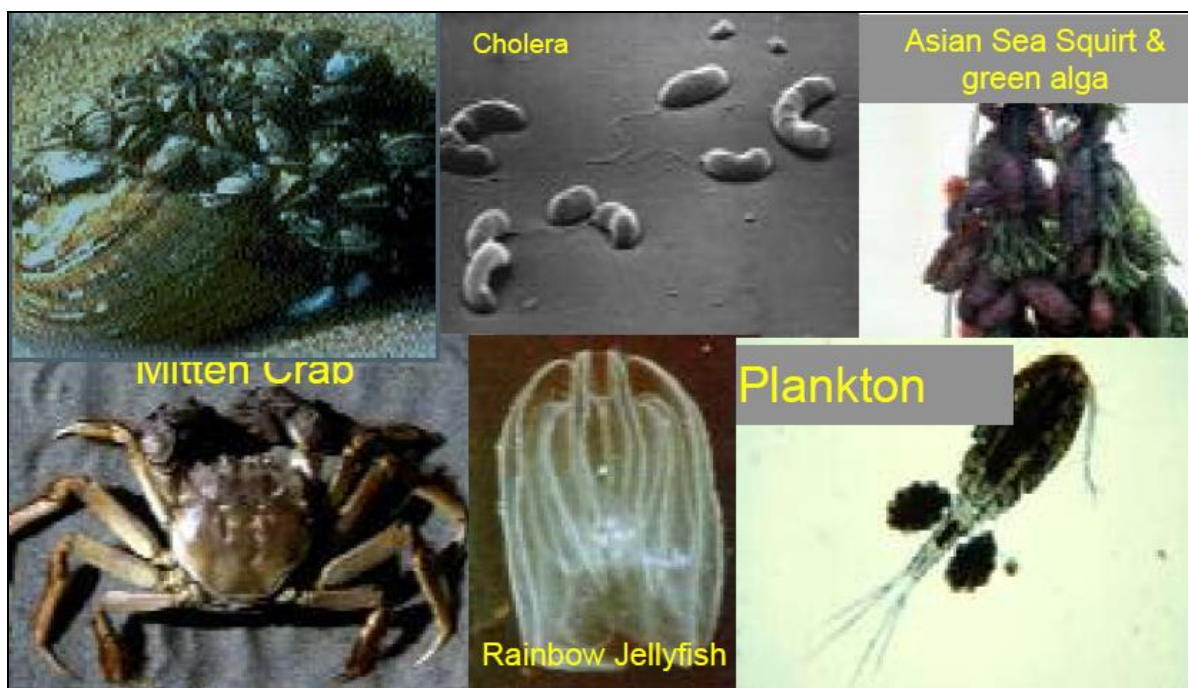 Cholera
Asian Sea Squirt &
green alga
Mitten Crab
Rainbow Jellyfish
Plankton